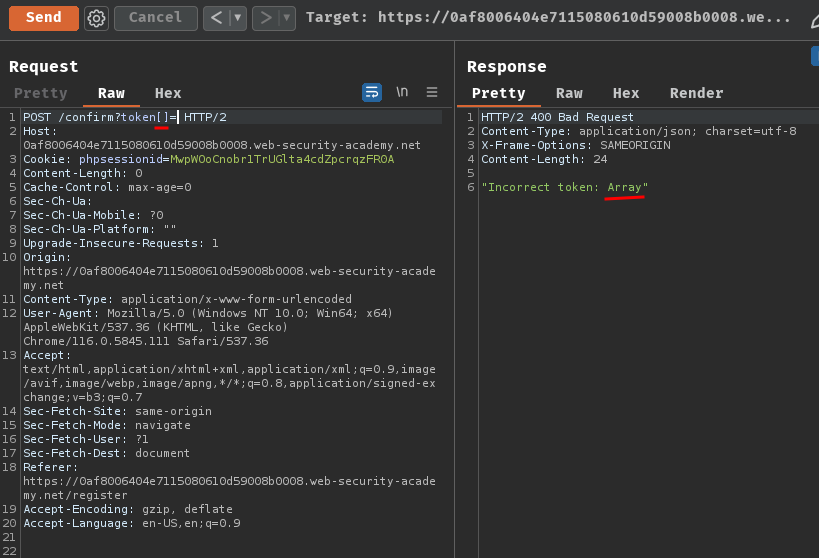 Send Cancel < > Target: https://0af8006404e7115080610d59008b0008.we...
Request
Pretty Raw Hex \n
1 POST /confirm?token[]= HTTP/2
2 Host:
0af8006404e7115080610d59008b0008.web-security-academy.net
3 Cookie: phpsessionid=MwpWOoCnobr1TrUGlta4cdZpcrqzFROA
4 Content-Length: 0
5 Cache-Control: max-age=0
6 Sec-Ch-Ua:
7 Sec-Ch-Ua-Mobile: ?0
8 Sec-Ch-Ua-Platform: ""
9 Upgrade-Insecure-Requests: 1
10 Origin:
https://0af8006404e7115080610d59008b0008.web-security-acade
my.net
11 Content-Type: application/x-www-form-urlencoded
12 User-Agent: Mozilla/5.0 (Windows NT 10.0; Win64; x64)
AppleWebKit/537.36 (KHTML, like Gecko)
Chrome/116.0.5845.111 Safari/537.36
13 Accept:
text/html,application/xhtml+xml,application/xml;q=0.9,image
/avif,image/webp,image/apng,*/*;q=0.8,application/signed-ex
change;v=b3;q=0.7
14 Sec-Fetch-Site: same-origin
15 Sec-Fetch-Mode: navigate
16 Sec-Fetch-User: ?1
17 Sec-Fetch-Dest: document
18 Referer:
https://0af8006404e7115080610d59008b0008.web-security-acade
my.net/register
19 Accept-Encoding: gzip, deflate
20 Accept-Language: en-US,en;q=0.9
21
22
Response
Pretty Raw Hex Render
1 HTTP/2 400 Bad Request
2 Content-Type: application/json; charset=utf-8
3 X-Frame-Options: SAMEORIGIN
4 Content-Length: 24
5
6 "Incorrect token: Array"